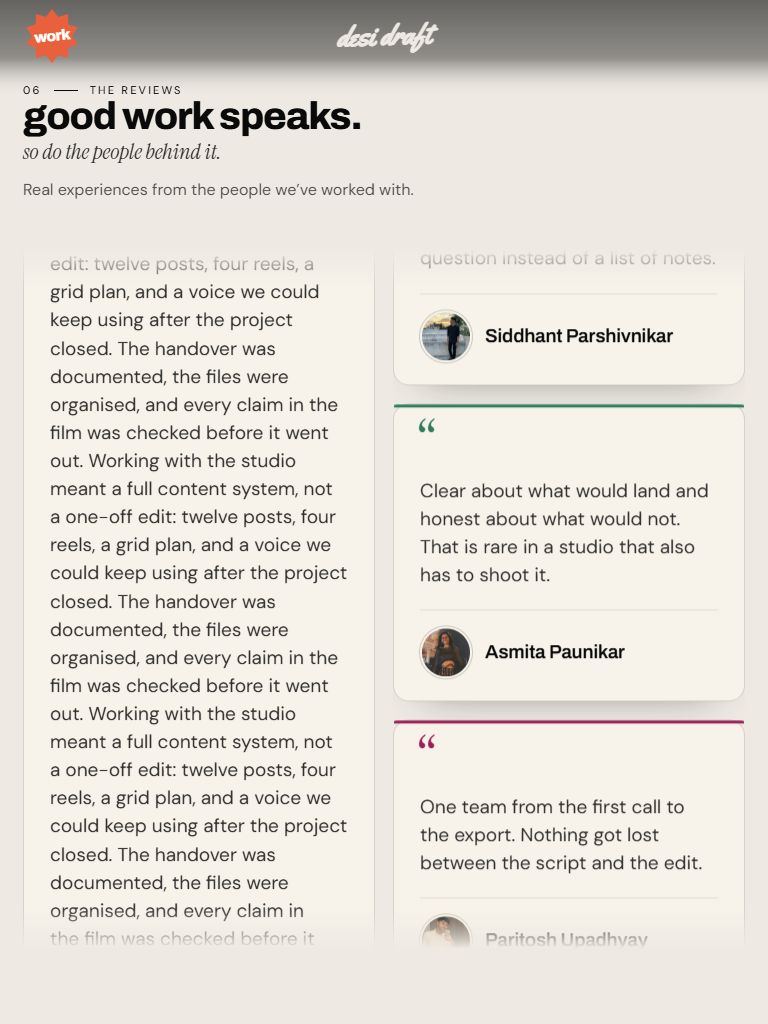 work
desi draft
06 — THE REVIEWS
good work speaks.
so do the people behind it.
Real experiences from the people we’ve worked with.
edit: twelve posts, four reels, a
grid plan, and a voice we could
keep using after the project
closed. The handover was
documented, the files were
organised, and every claim in the
film was checked before it went
out. Working with the studio
meant a full content system, not
a one-off edit: twelve posts, four
reels, a grid plan, and a voice we
could keep using after the project
closed. The handover was
documented, the files were
organised, and every claim in the
film was checked before it went
out. Working with the studio
meant a full content system, not
a one-off edit: twelve posts, four
reels, a grid plan, and a voice we
could keep using after the project
closed. The handover was
documented, the files were
organised, and every claim in
the film was checked before it
question instead of a list of notes.
Siddhant Parshivnikar
“
Clear about what would land and
honest about what would not.
That is rare in a studio that also
has to shoot it.
Asmita Paunikar
“
One team from the first call to
the export. Nothing got lost
between the script and the edit.
Paritosh Upadhyay